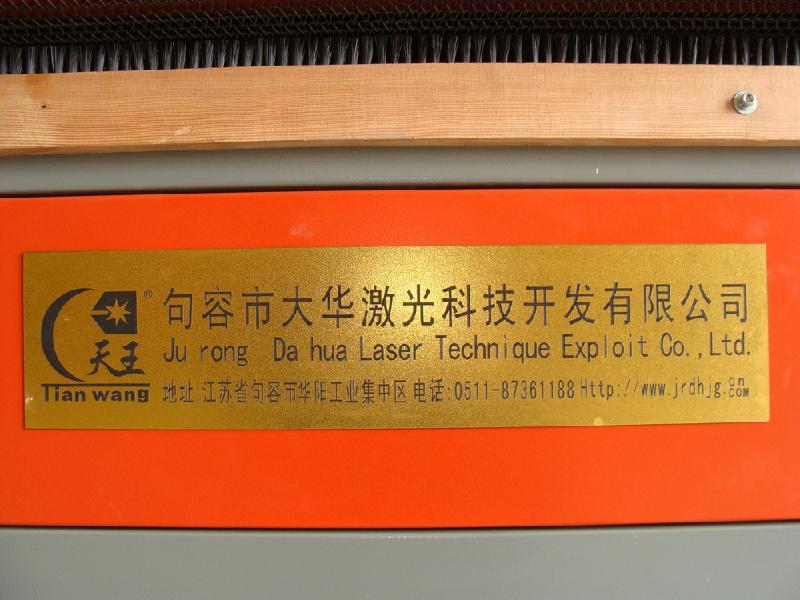 天王®
Tian wang
句容市大华激光科技开发有限公司
Ju rong Da hua Laser Technique Exploit Co.,Ltd.
地址 江苏省句容市华阳工业集中区 电话:0511-87361188 Http://www.jrdhjg.cn .COM